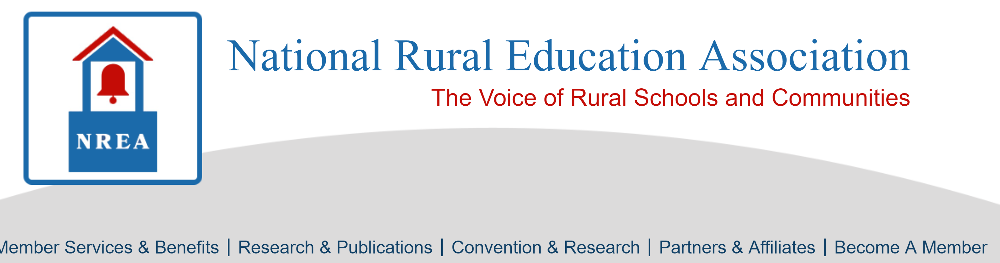 NREA
National Rural Education Association
The Voice of Rural Schools and Communities
Member Services & Benefits | Research & Publications | Convention & Research | Partners & Affiliates | Become A Member